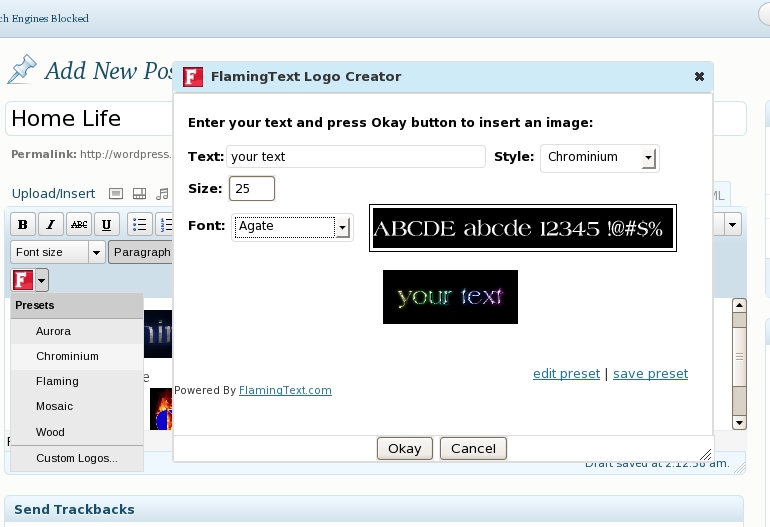 ch Engines Blocked
Add New Pos
FlamingText Logo Creator
Home Life
Enter your text and press Okay button to insert an image:
Permalink: http://wordpress.
Text: your text Style: Chrominium
Upload/Insert
Size: 25
ML
B I ABC U
Font: Agate
ABCDE abcde 12345 !@#$%
Font size Paragraph
your text
Presets
Aurora
Chrominium
Flaming
Mosaic
Wood
Custom Logos...
e
edit preset | save preset
Powered By FlamingText.com
Okay Cancel
Draft saved at 2:12:58 am.
Send Trackbacks